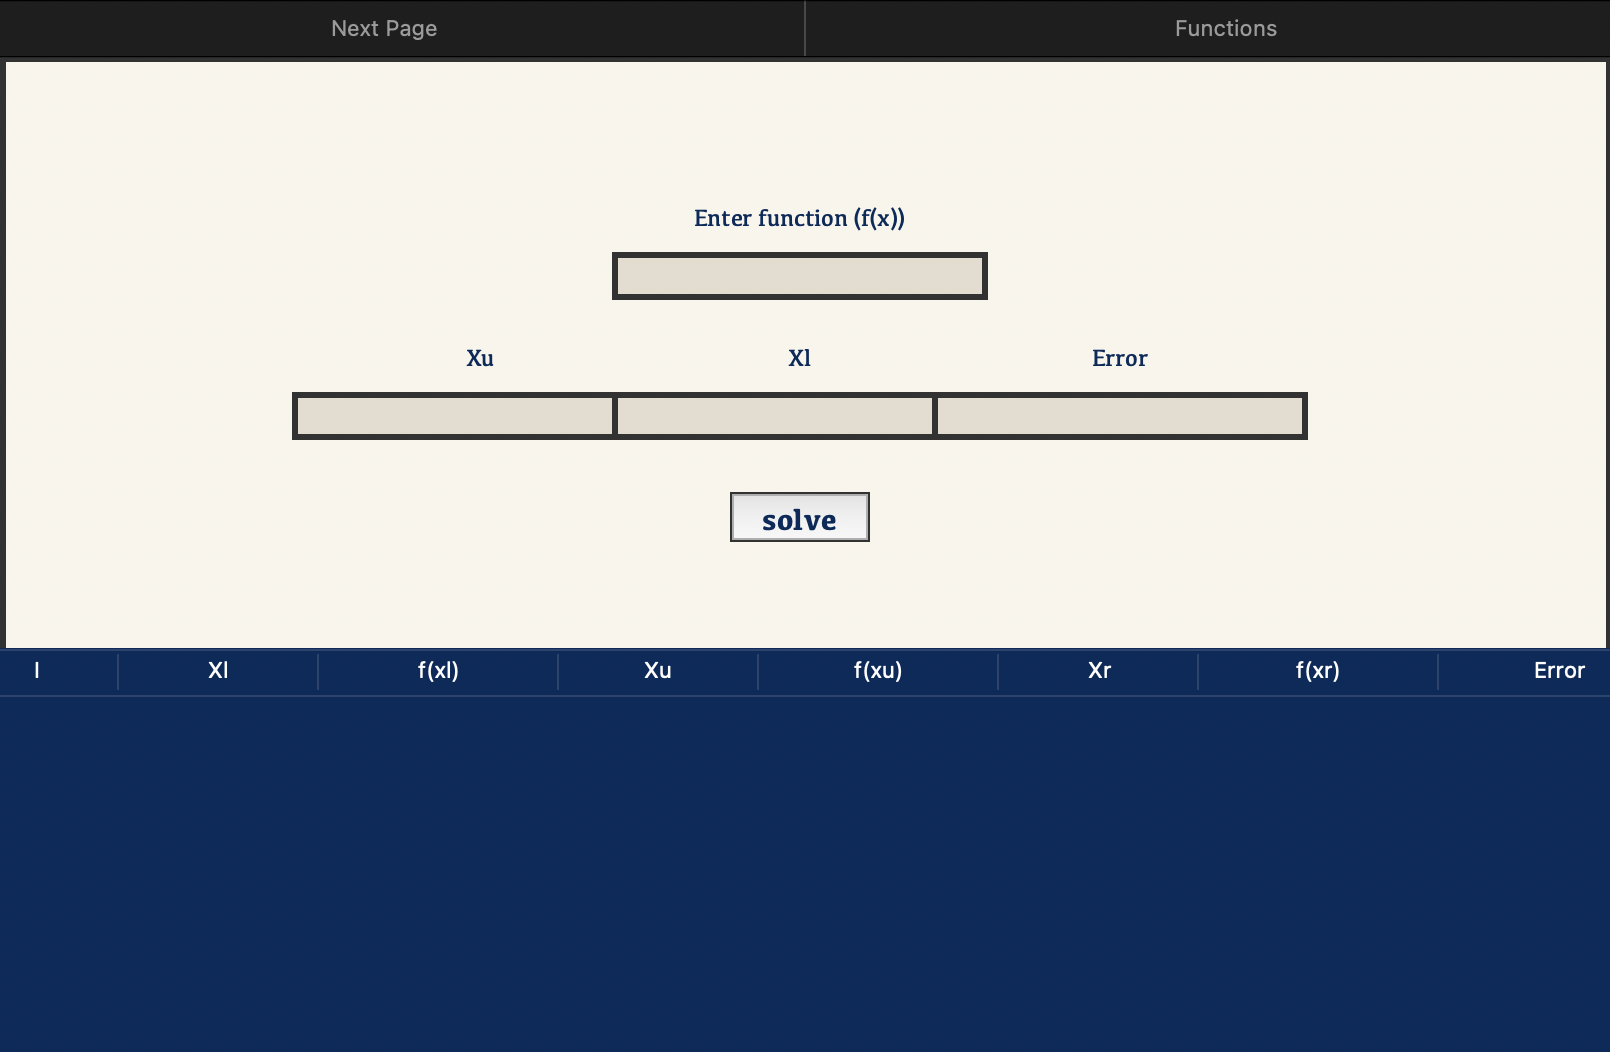 Next Page Functions
Enter function (f(x))
Xu Xl Error
solve
I Xl f(xl) Xu f(xu) Xr f(xr) Error